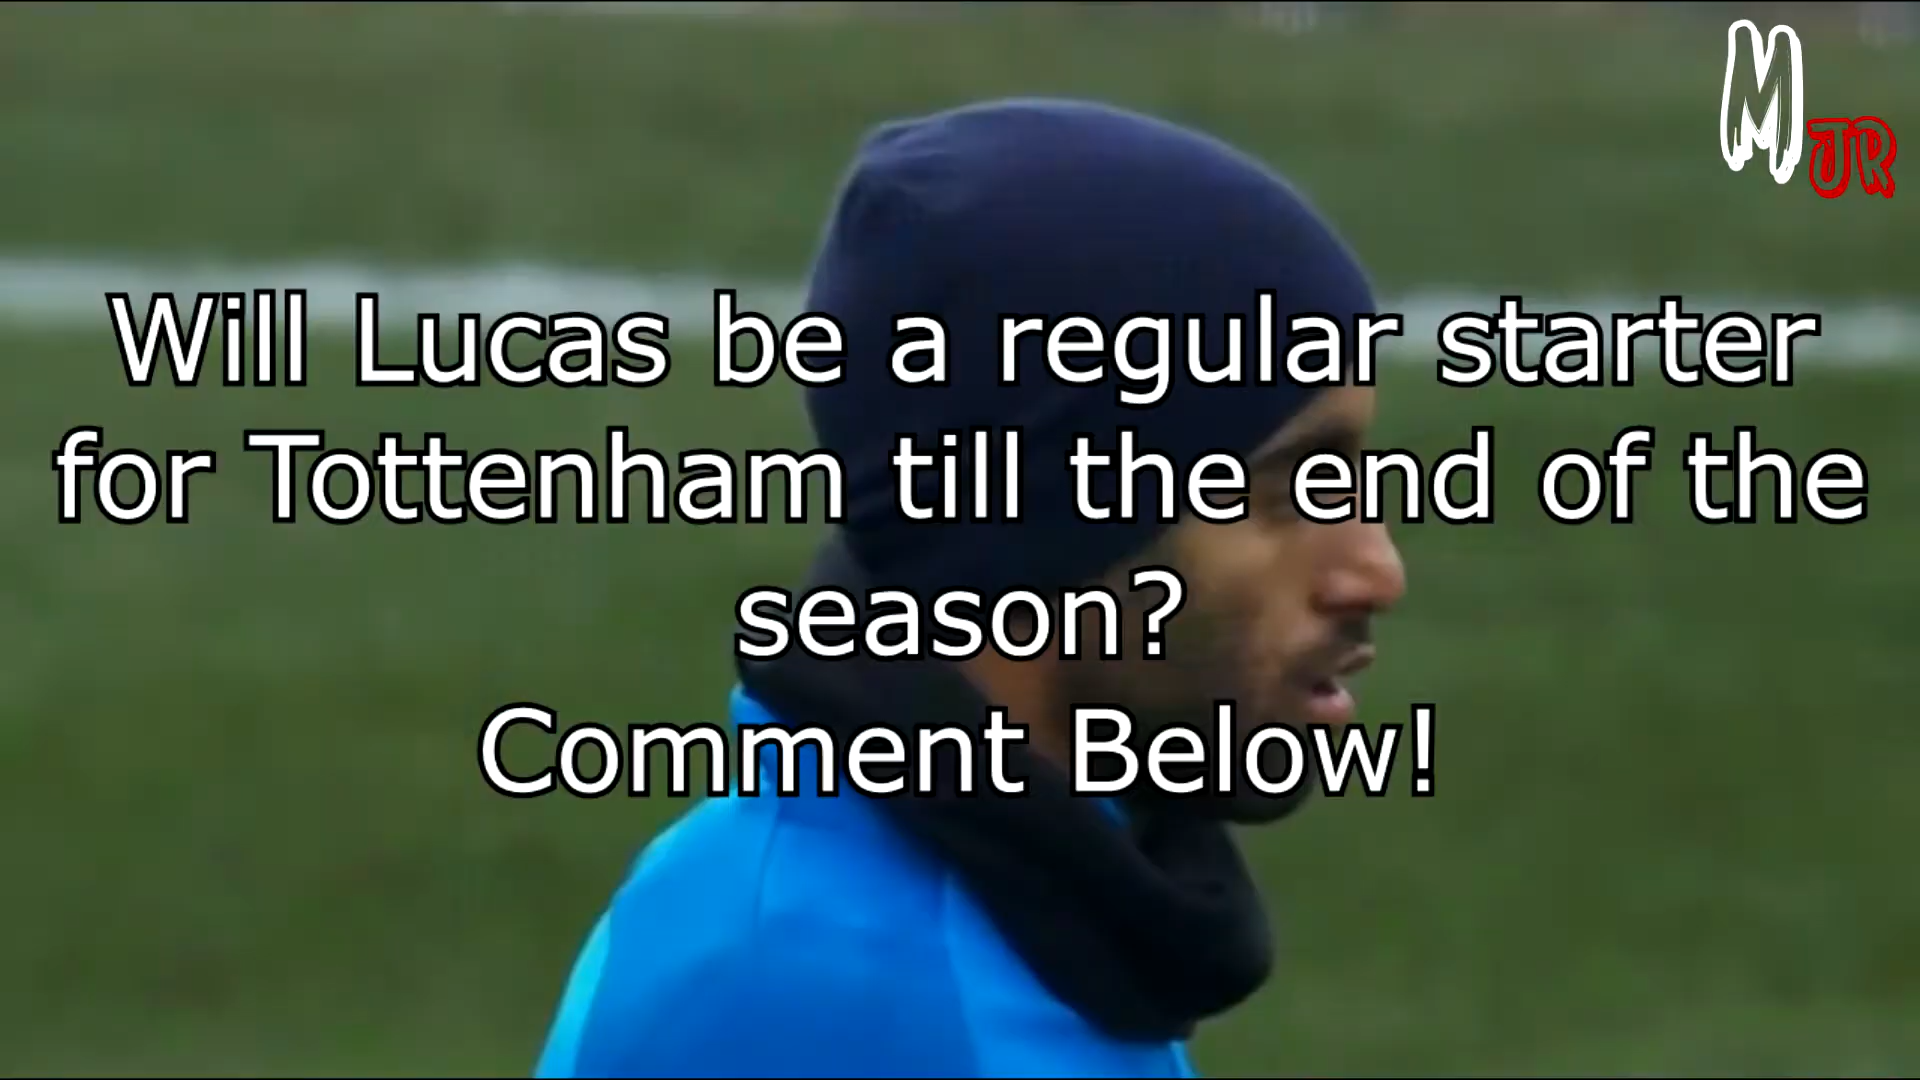 M
JR
Will Lucas be a regular starter
for Tottenham till the end of the
season?
Comment Below!